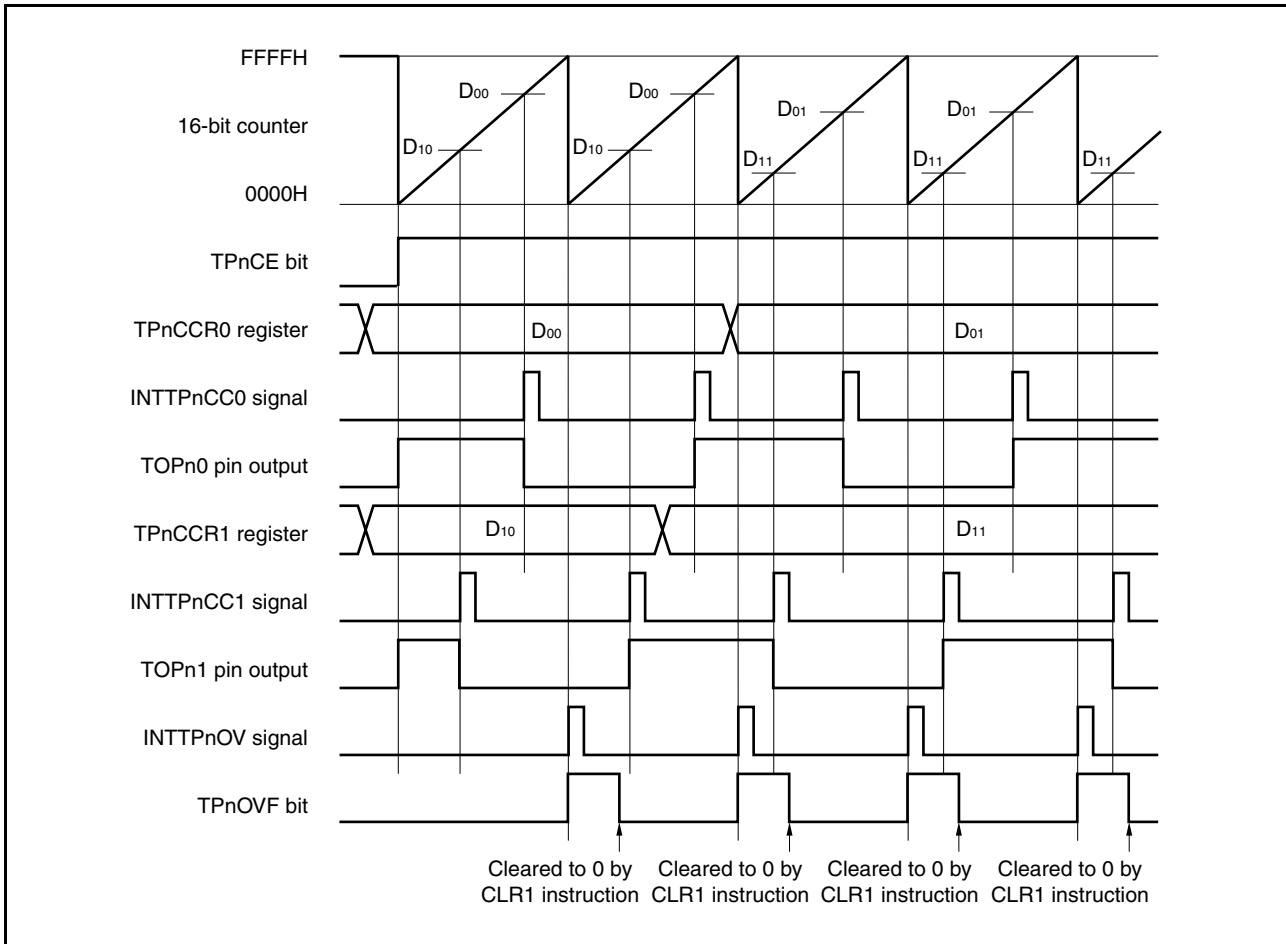 FFFFH
D00
D00
D01
D01
16-bit counter
D10
D10
D11
D11
D11
0000H
TPnCE bit
TPnCCR0 register
D00
D01
INTTPnCC0 signal
TOPn0 pin output
TPnCCR1 register
D10
D11
INTTPnCC1 signal
TOPn1 pin output
INTTPnOV signal
TPnOVF bit
Cleared to 0 by
CLR1 instruction
Cleared to 0 by
CLR1 instruction
Cleared to 0 by
CLR1 instruction
Cleared to 0 by
CLR1 instruction